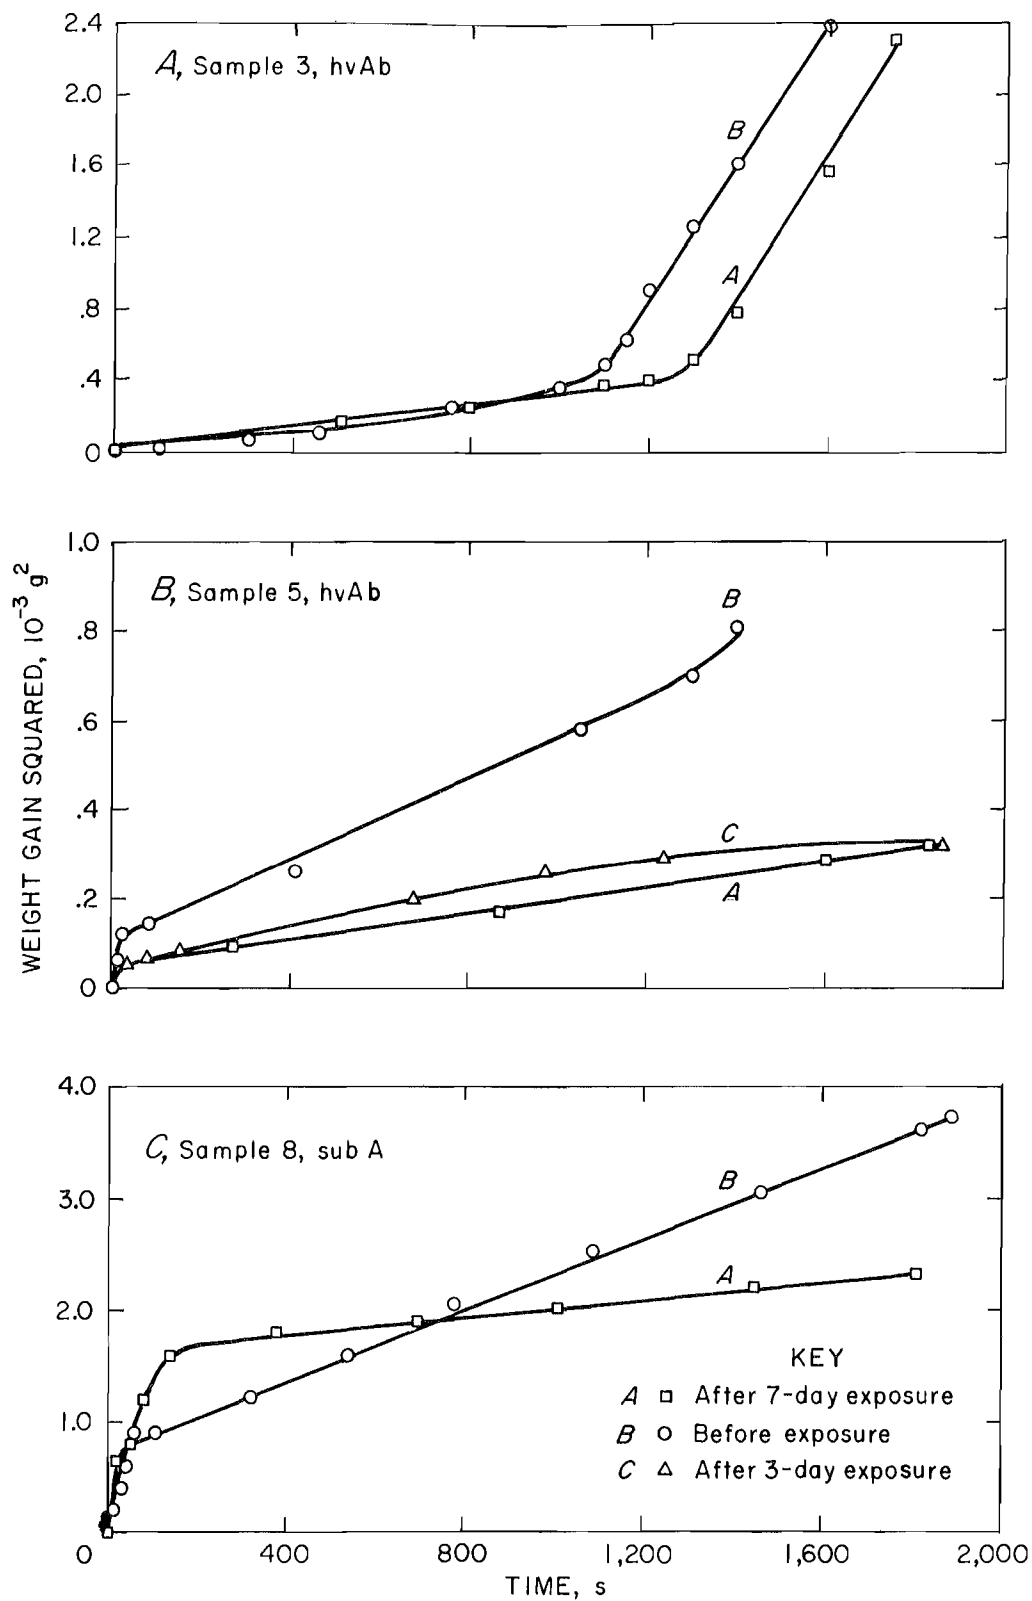 2.4
A, Sample 3, hvAb
2.0
B
1.6
1.2
A
.8
.4
0
1.0
B, Sample 5, hvAb
B
.8
.6
.4
C
.2
A
0
WEIGHT GAIN SQUARED, 10⁻³ g²
4.0
C, Sample 8, sub A
B
3.0
A
2.0
KEY
A □ After 7-day exposure
1.0
B ○ Before exposure
C △ After 3-day exposure
0 400 800 1,200 1,600 2,000
TIME, s